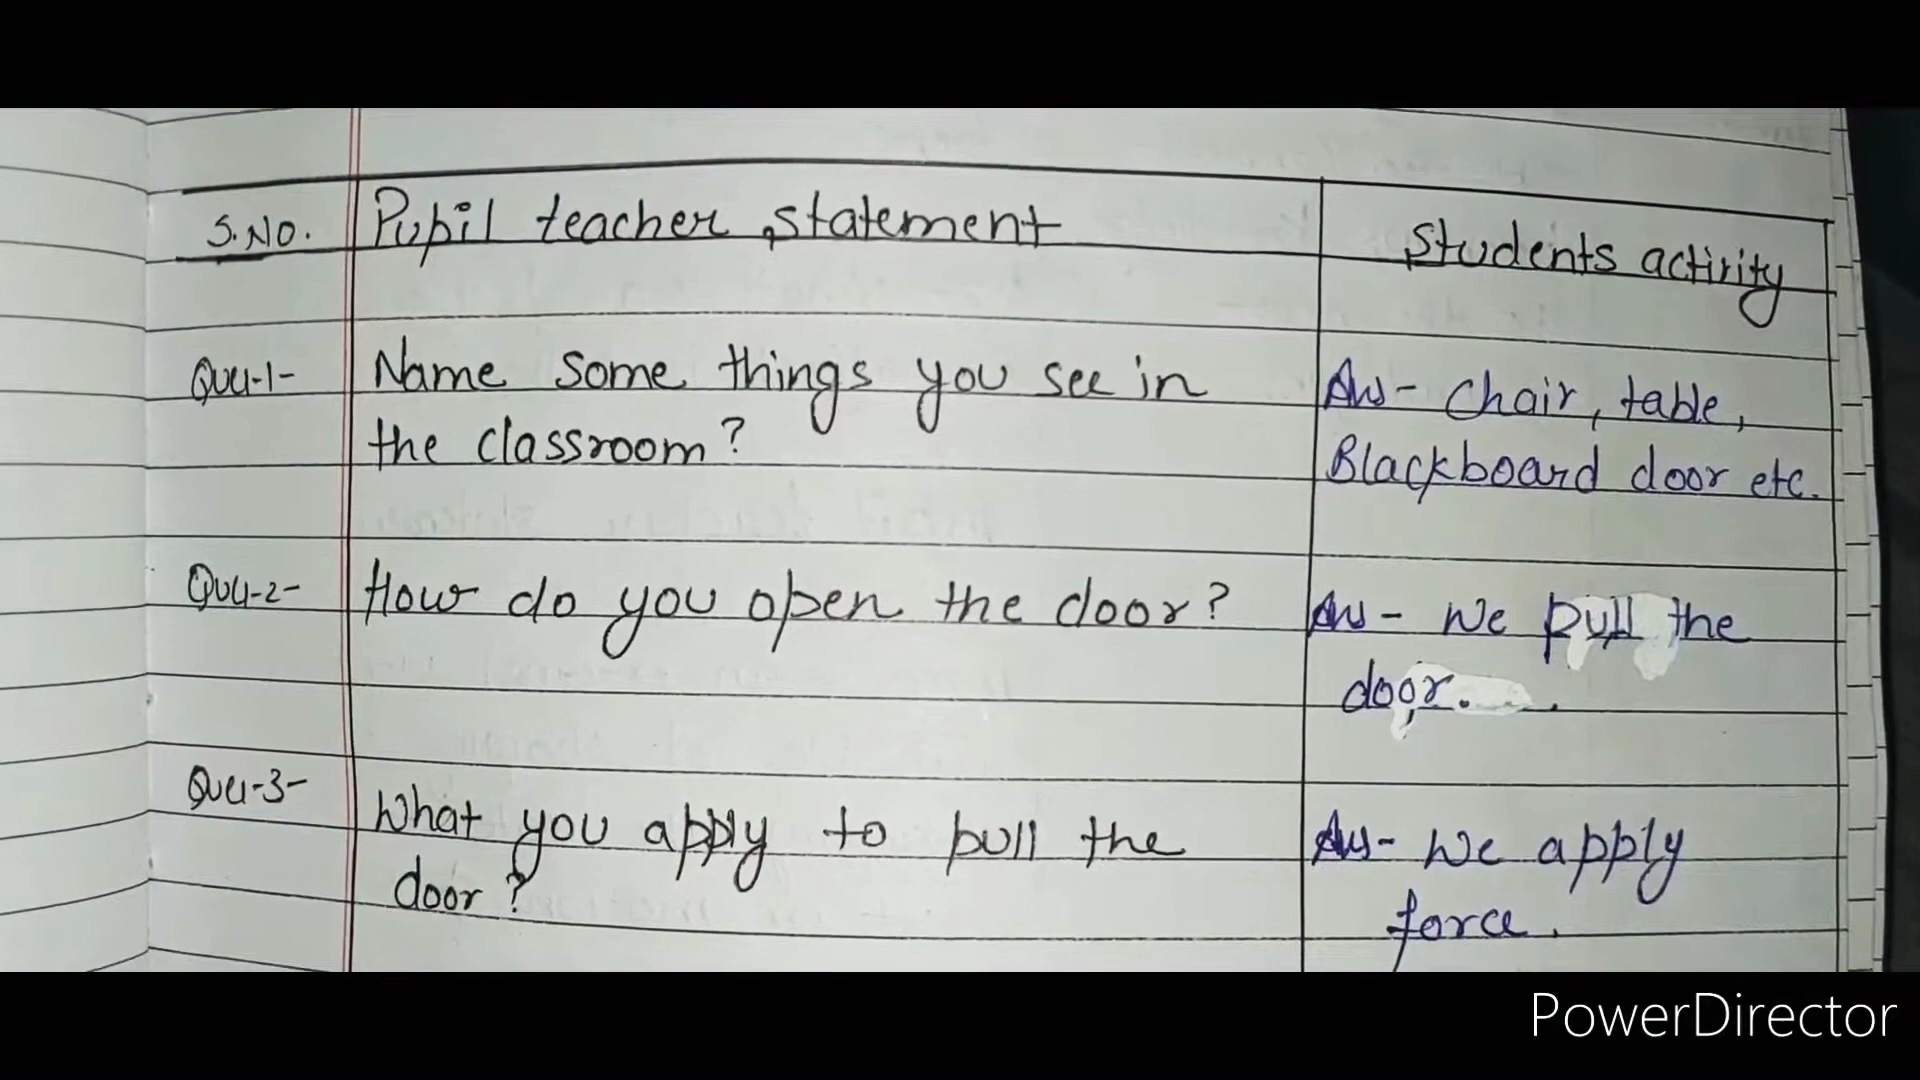 S.No. Pupil teacher statement Students activity
Que-1- Name some things you see in Ans- Chair, table,
the classroom? Blackboard door etc.
Que-2- How do you open the door? Ans - We pull the
door.
Que-3- What you apply to pull the Ans- We apply
door? force.
PowerDirector